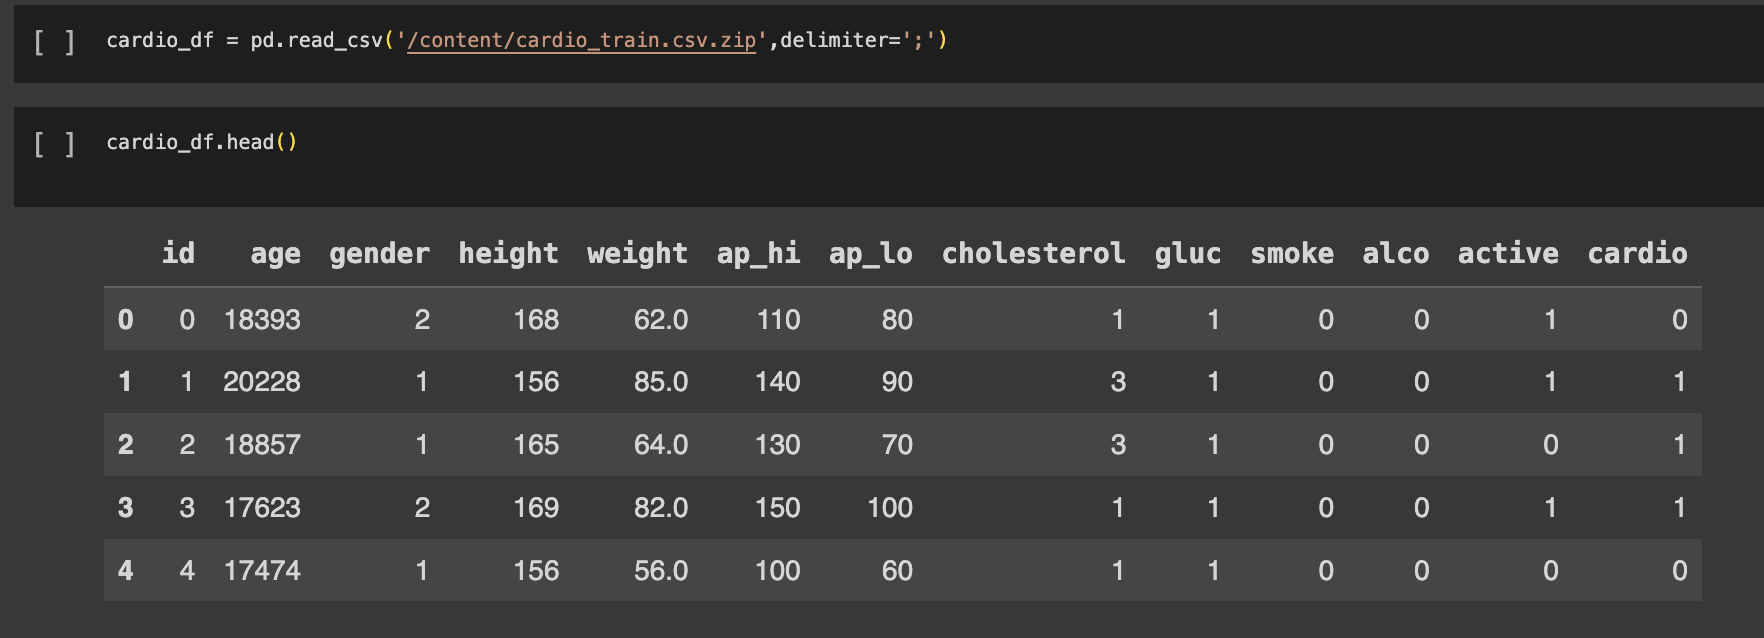 [ ] cardio_df = pd.read_csv('/content/cardio_train.csv.zip',delimiter=';')
[ ] cardio_df.head()
id age gender height weight ap_hi ap_lo cholesterol gluc smoke alco active cardio
0 0 18393 2 168 62.0 110 80 1 1 0 0 1 0
1 1 20228 1 156 85.0 140 90 3 1 0 0 1 1
2 2 18857 1 165 64.0 130 70 3 1 0 0 0 1
3 3 17623 2 169 82.0 150 100 1 1 0 0 1 1
4 4 17474 1 156 56.0 100 60 1 1 0 0 0 0